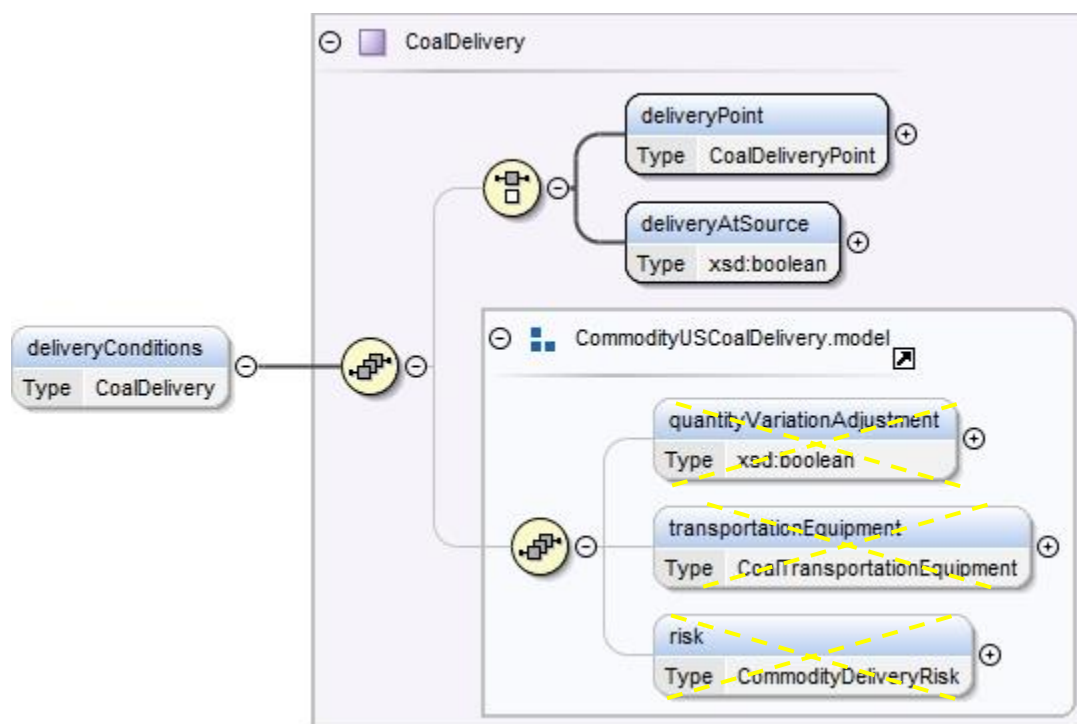 CoalDelivery
deliveryPoint
Type CoalDeliveryPoint
deliveryAtSource
Type xsd:boolean
deliveryConditions
Type CoalDelivery
CommodityUSCoalDelivery.model
quantityVariationAdjustment
Type xsd:boolean
transportationEquipment
Type CoalTransportationEquipment
risk
Type CommodityDeliveryRisk